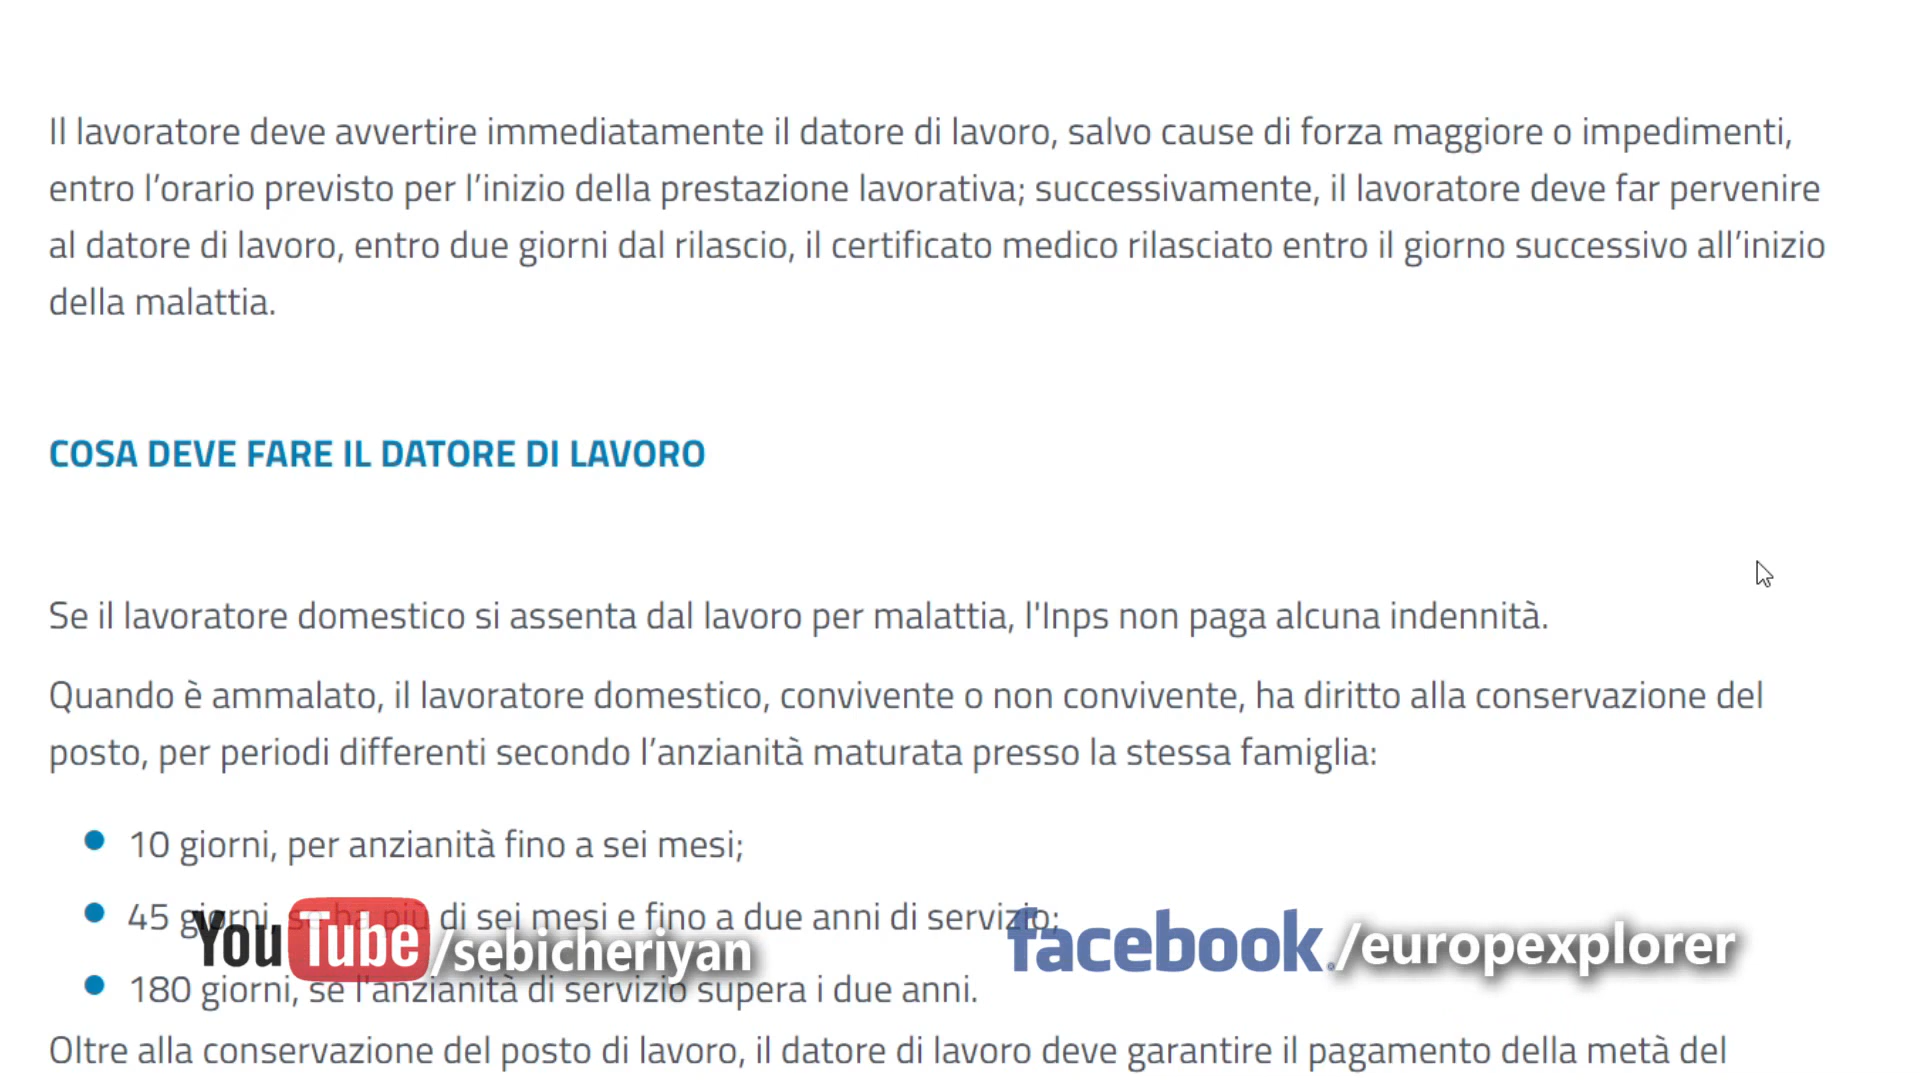 Il lavoratore deve avvertire immediatamente il datore di lavoro, salvo cause di forza maggiore o impedimenti,
entro l’orario previsto per l’inizio della prestazione lavorativa; successivamente, il lavoratore deve far pervenire
al datore di lavoro, entro due giorni dal rilascio, il certificato medico rilasciato entro il giorno successivo all’inizio
della malattia.
COSA DEVE FARE IL DATORE DI LAVORO
Se il lavoratore domestico si assenta dal lavoro per malattia, l'Inps non paga alcuna indennità.
Quando è ammalato, il lavoratore domestico, convivente o non convivente, ha diritto alla conservazione del
posto, per periodi differenti secondo l’anzianità maturata presso la stessa famiglia:
10 giorni, per anzianità fino a sei mesi;
45 giorni, se ha più di sei mesi e fino a due anni di servizio;
YouTube/sebicheriyan
facebook./europexplorer
180 giorni, se l'anzianità di servizio supera i due anni.
Oltre alla conservazione del posto di lavoro, il datore di lavoro deve garantire il pagamento della metà del